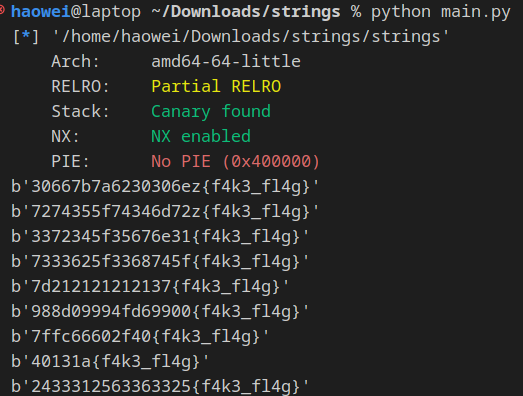 haowei@laptop ~/Downloads/strings % python main.py
[*] '/home/haowei/Downloads/strings/strings'
Arch: amd64-64-little
RELRO: Partial RELRO
Stack: Canary found
NX: NX enabled
PIE: No PIE (0x400000)
b'30667b7a6230306ez{f4k3_fl4g}'
b'7274355f74346d72z{f4k3_fl4g}'
b'3372345f35676e31{f4k3_fl4g}'
b'7333625f3368745f{f4k3_fl4g}'
b'7d212121212137{f4k3_fl4g}'
b'988d09994fd69900{f4k3_fl4g}'
b'7ffc66602f40{f4k3_fl4g}'
b'40131a{f4k3_fl4g}'
b'2433312563363325{f4k3_fl4g}'